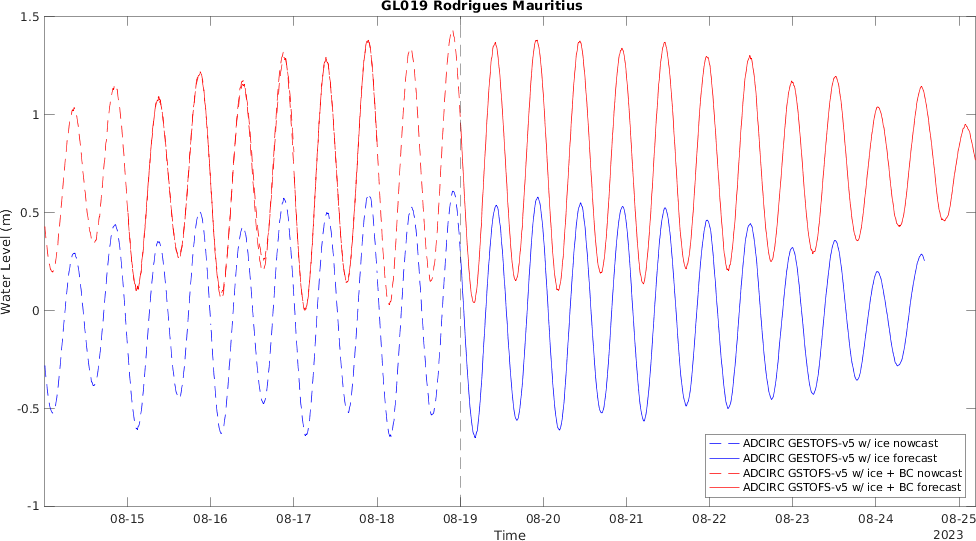 GL019 Rodrigues Mauritius
1.5
1
0.5
0
-0.5
-1
Water Level (m)
08-15 08-16 08-17 08-18 08-19 08-20 08-21 08-22 08-23 08-24 08-25
2023
Time
ADCIRC GESTOFS-v5 w/ ice nowcast
ADCIRC GESTOFS-v5 w/ ice forecast
ADCIRC GSTOFS-v5 w/ ice + BC nowcast
ADCIRC GSTOFS-v5 w/ ice + BC forecast